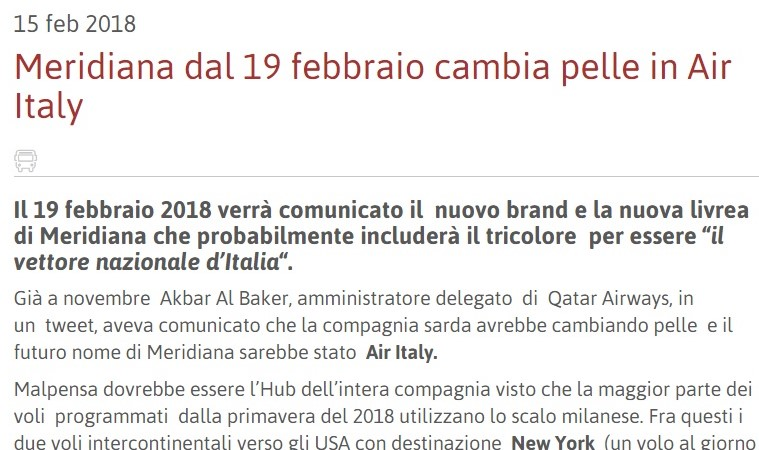 15 feb 2018
Meridiana dal 19 febbraio cambia pelle in Air
Italy
Il 19 febbraio 2018 verrà comunicato il  nuovo brand e la nuova livrea
di Meridiana che probabilmente includerà il tricolore  per essere “il
vettore nazionale d’Italia“.
Già a novembre  Akbar Al Baker, amministratore delegato  di  Qatar Airways, in
un  tweet, aveva comunicato che la compagnia sarda avrebbe cambiando pelle  e il
futuro nome di Meridiana sarebbe stato  Air Italy.
Malpensa dovrebbe essere l’Hub dell’intera compagnia visto che la maggior parte dei
voli  programmati  dalla primavera del 2018 utilizzano lo scalo milanese. Fra questi i
due voli intercontinentali verso gli USA con destinazione  New York  (un volo al giorno